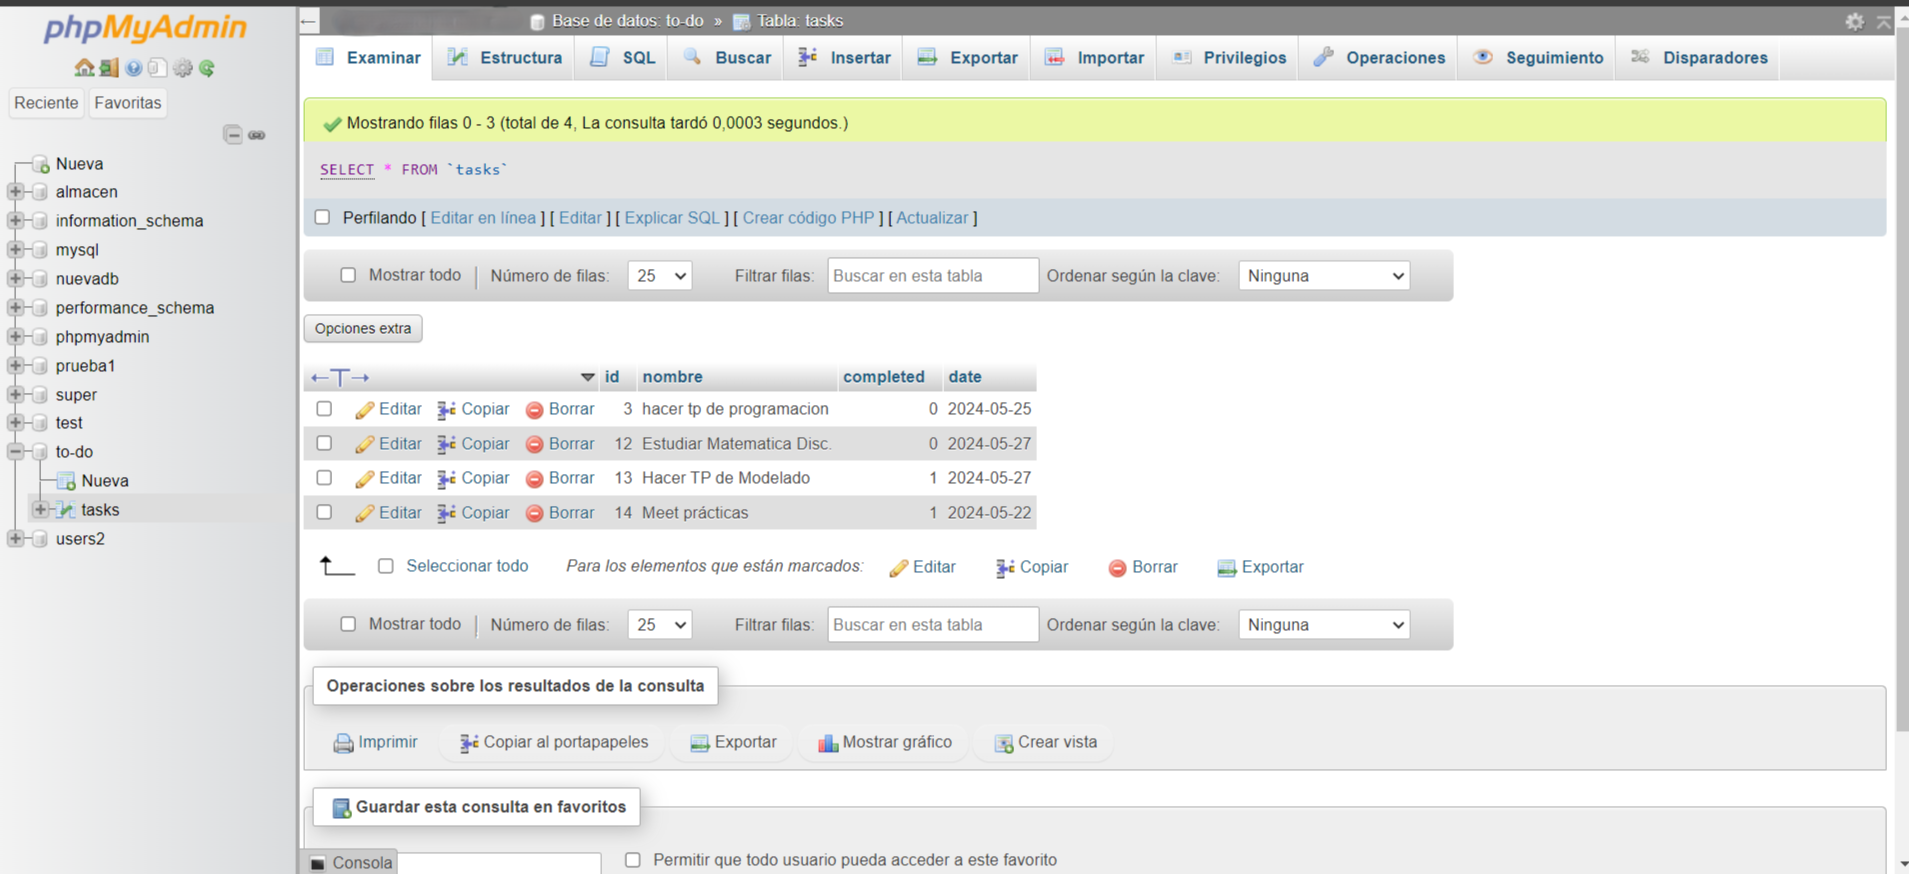 phpMyAdmin
Reciente Favoritas
Nueva
almacen
information_schema
mysql
nuevadb
performance_schema
phpmyadmin
prueba1
super
test
to-do
Nueva
tasks
users2
← Base de datos: to-do » Tabla: tasks
Examinar Estructura SQL Buscar Insertar Exportar Importar Privilegios Operaciones Seguimiento Disparadores
Mostrando filas 0 - 3 (total de 4, La consulta tardó 0,0003 segundos.)
SELECT * FROM `tasks`
Perfilando [ Editar en línea ] [ Editar ] [ Explicar SQL ] [ Crear código PHP ] [ Actualizar ]
Mostrar todo | Número de filas: 25 Filtrar filas: Buscar en esta tabla Ordenar según la clave: Ninguna
Opciones extra
←T→ id nombre completed date
Editar Copiar Borrar 3 hacer tp de programacion 0 2024-05-25
Editar Copiar Borrar 12 Estudiar Matematica Disc. 0 2024-05-27
Editar Copiar Borrar 13 Hacer TP de Modelado 1 2024-05-27
Editar Copiar Borrar 14 Meet prácticas 1 2024-05-22
Seleccionar todo Para los elementos que están marcados: Editar Copiar Borrar Exportar
Mostrar todo | Número de filas: 25 Filtrar filas: Buscar en esta tabla Ordenar según la clave: Ninguna
Operaciones sobre los resultados de la consulta
Imprimir Copiar al portapapeles Exportar Mostrar gráfico Crear vista
Guardar esta consulta en favoritos
Consola Permitir que todo usuario pueda acceder a este favorito